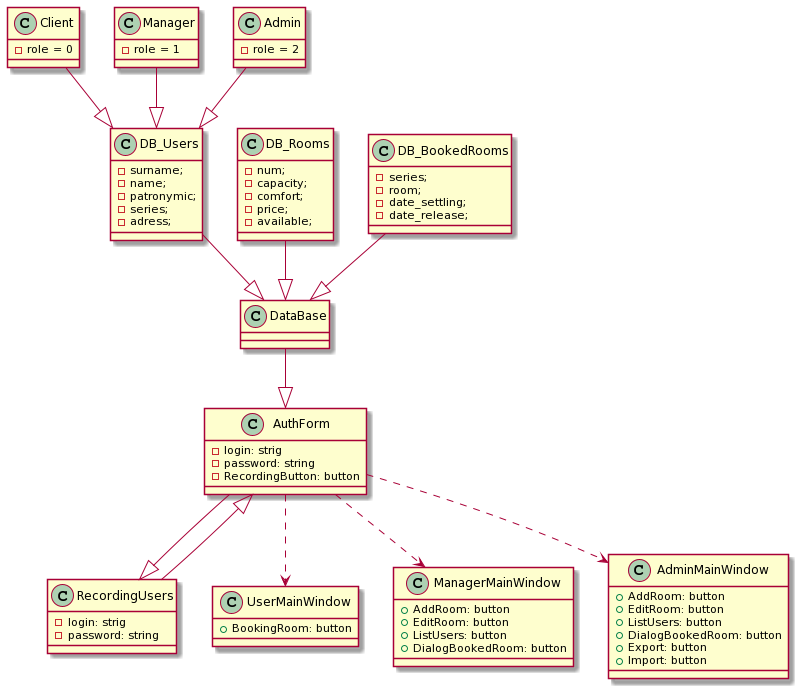 C Client
role = 0
C Manager
role = 1
C Admin
role = 2
C DB_Users
surname;
name;
patronymic;
series;
adress;
C DB_Rooms
num;
capacity;
comfort;
price;
available;
C DB_BookedRooms
series;
room;
date_settling;
date_release;
C DataBase
C AuthForm
login: strig
password: string
RecordingButton: button
C RecordingUsers
login: strig
password: string
C UserMainWindow
BookingRoom: button
C ManagerMainWindow
AddRoom: button
EditRoom: button
ListUsers: button
DialogBookedRoom: button
C AdminMainWindow
AddRoom: button
EditRoom: button
ListUsers: button
DialogBookedRoom: button
Export: button
Import: button